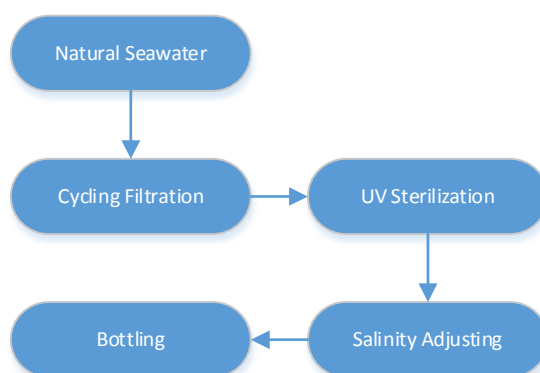 Natural Seawater
Cycling Filtration
UV Sterilization
Salinity Adjusting
Bottling